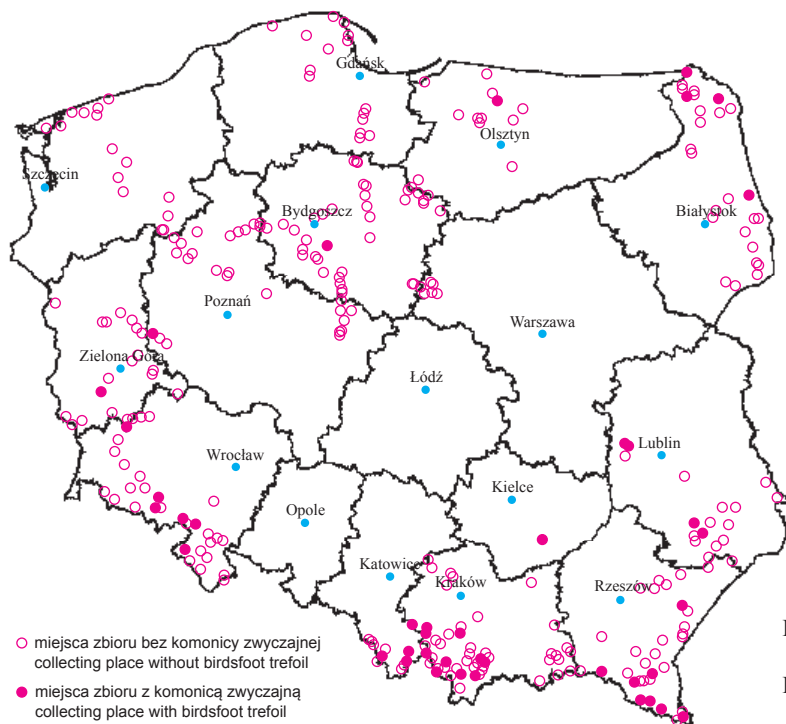 Gdańsk
Olsztyn
Szczecin
Bydgoszcz
Białystok
Poznań
Warszawa
Zielona Góra
Łódź
Wrocław
Lublin
Kielce
Opole
Katowice
Kraków
Rzeszów
miejsca zbioru bez komonicy zwyczajnej
collecting place without birdsfoot trefoil
miejsca zbioru z komonicą zwyczajną
collecting place with birdsfoot trefoil